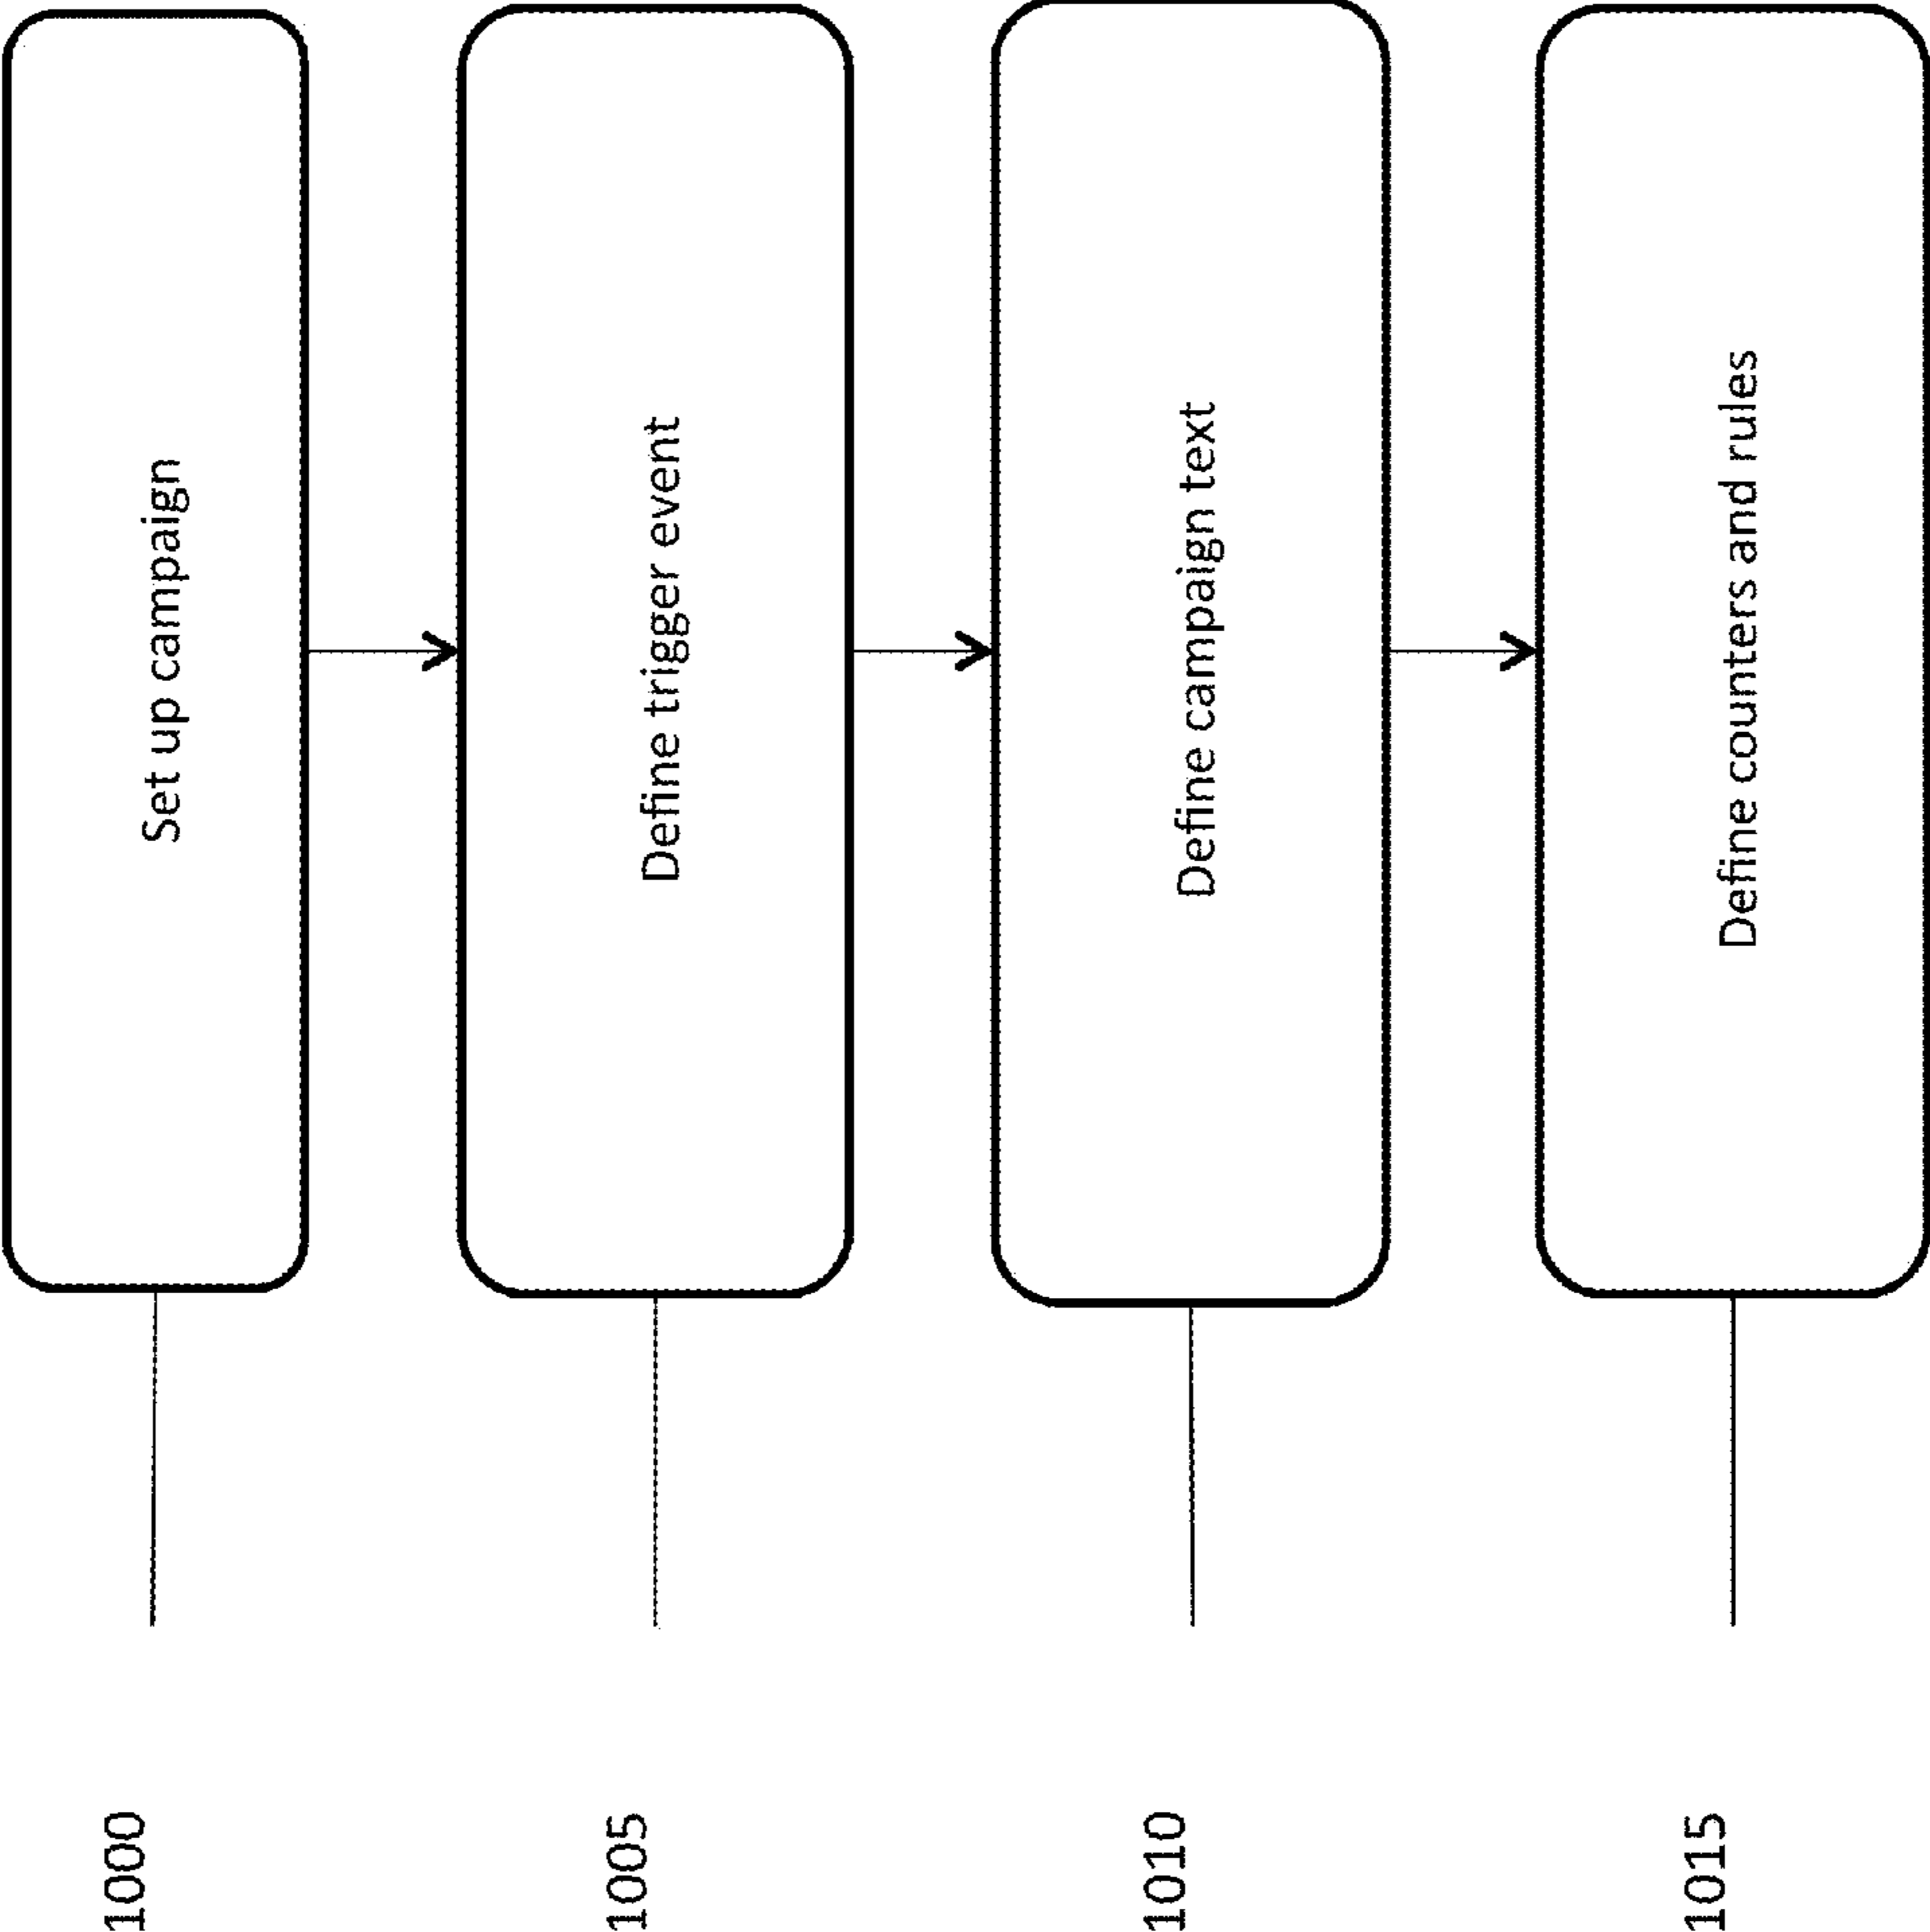 1000
Set up campaign
1005
Define trigger event
1010
Define campaign text
1015
Define counters and rules